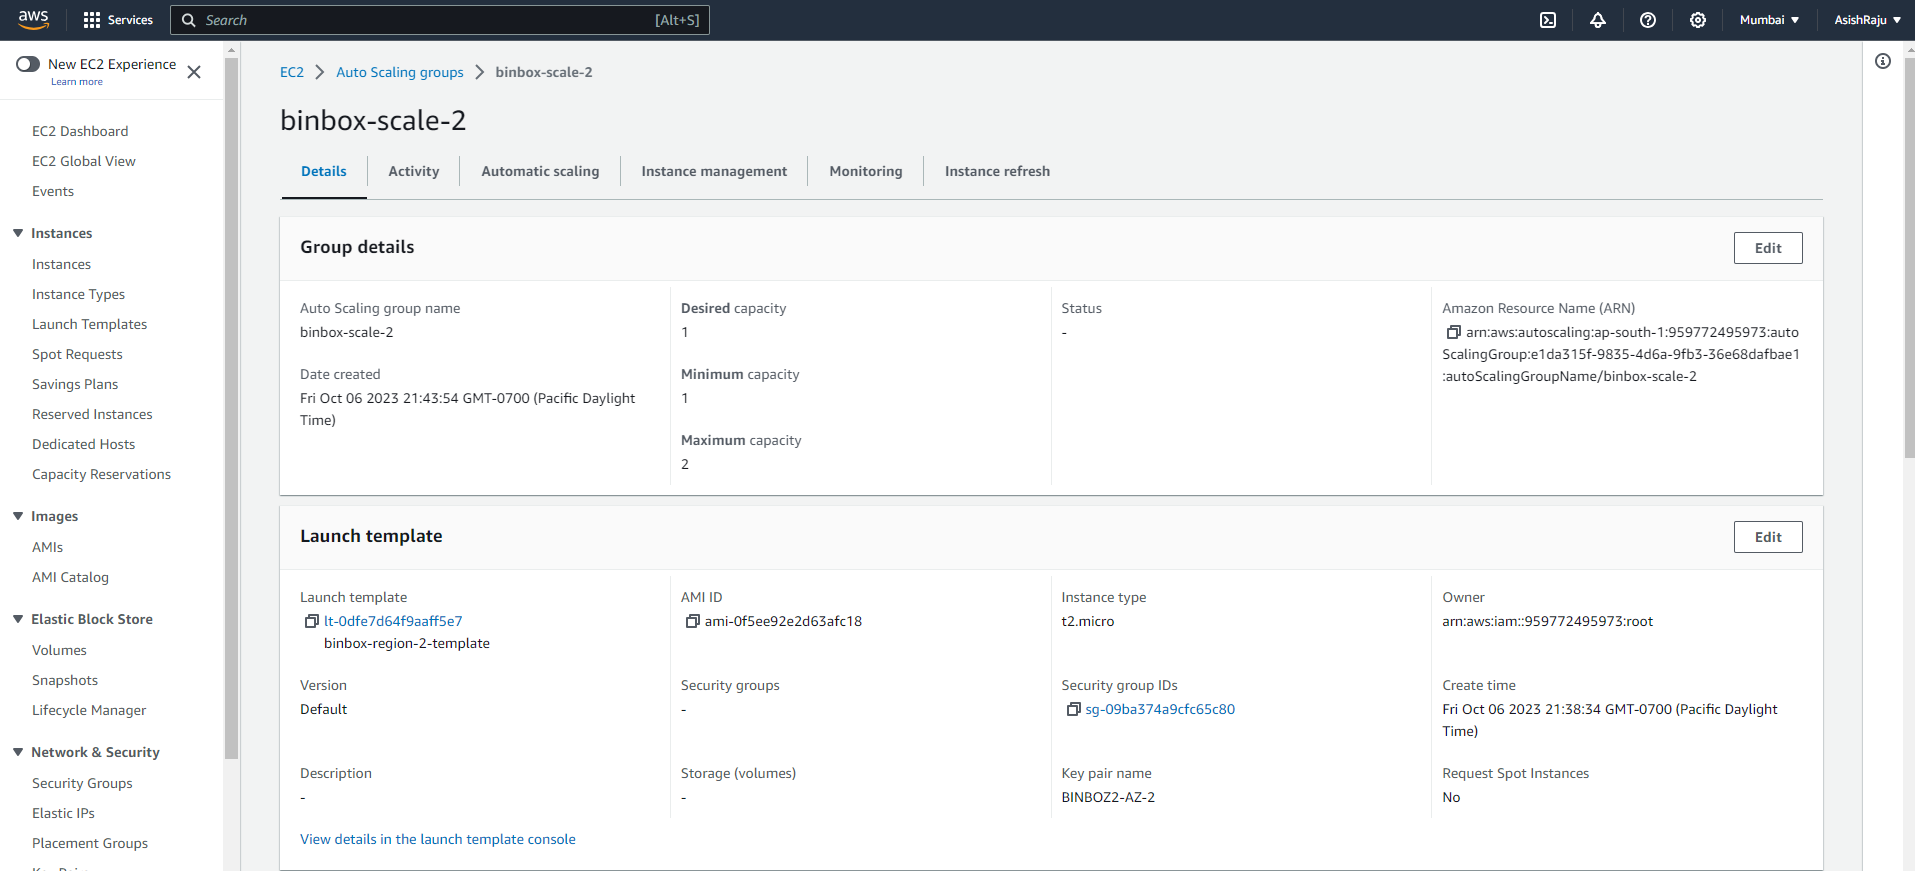 aws
Services
Search
[Alt+S]
Mumbai
AsishRaju
New EC2 Experience
Learn more
EC2 Dashboard
EC2 Global View
Events
Instances
Instances
Instance Types
Launch Templates
Spot Requests
Savings Plans
Reserved Instances
Dedicated Hosts
Capacity Reservations
Images
AMIs
AMI Catalog
Elastic Block Store
Volumes
Snapshots
Lifecycle Manager
Network & Security
Security Groups
Elastic IPs
Placement Groups
EC2 > Auto Scaling groups > binbox-scale-2
binbox-scale-2
Details
Activity
Automatic scaling
Instance management
Monitoring
Instance refresh
Group details
Edit
Auto Scaling group name
binbox-scale-2
Date created
Fri Oct 06 2023 21:43:54 GMT-0700 (Pacific Daylight
Time)
Desired capacity
1
Minimum capacity
1
Maximum capacity
2
Status
-
Amazon Resource Name (ARN)
arn:aws:autoscaling:ap-south-1:959772495973:auto
ScalingGroup:e1da315f-9835-4d6a-9fb3-36e68dafbae1
:autoScalingGroupName/binbox-scale-2
Launch template
Edit
Launch template
lt-0dfe7d64f9aaff5e7
binbox-region-2-template
AMI ID
ami-0f5ee92e2d63afc18
Instance type
t2.micro
Owner
arn:aws:iam::959772495973:root
Version
Default
Security groups
-
Security group IDs
sg-09ba374a9cfc65c80
Create time
Fri Oct 06 2023 21:38:34 GMT-0700 (Pacific Daylight
Time)
Description
-
Storage (volumes)
-
Key pair name
BINBOZ2-AZ-2
Request Spot Instances
No
View details in the launch template console